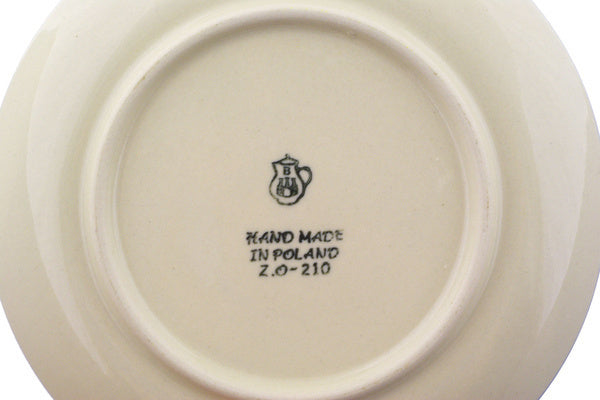 B
HAND MADE
IN POLAND
Z.O-210